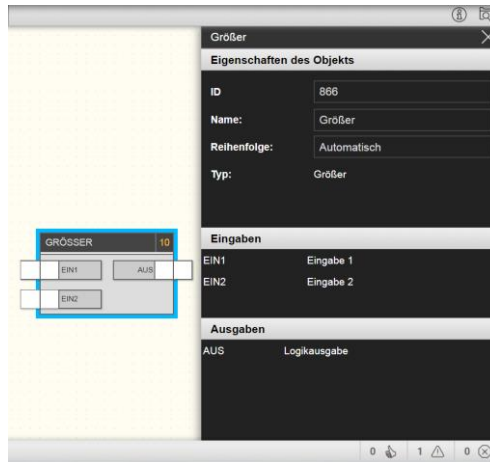 Größer
Eigenschaften des Objekts
ID 866
Name: Größer
Reihenfolge: Automatisch
Typ: Größer
GRÖSSER 10
EIN1 AUS
EIN2
Eingaben
EIN1 Eingabe 1
EIN2 Eingabe 2
Ausgaben
AUS Logikausgabe
0 1 0